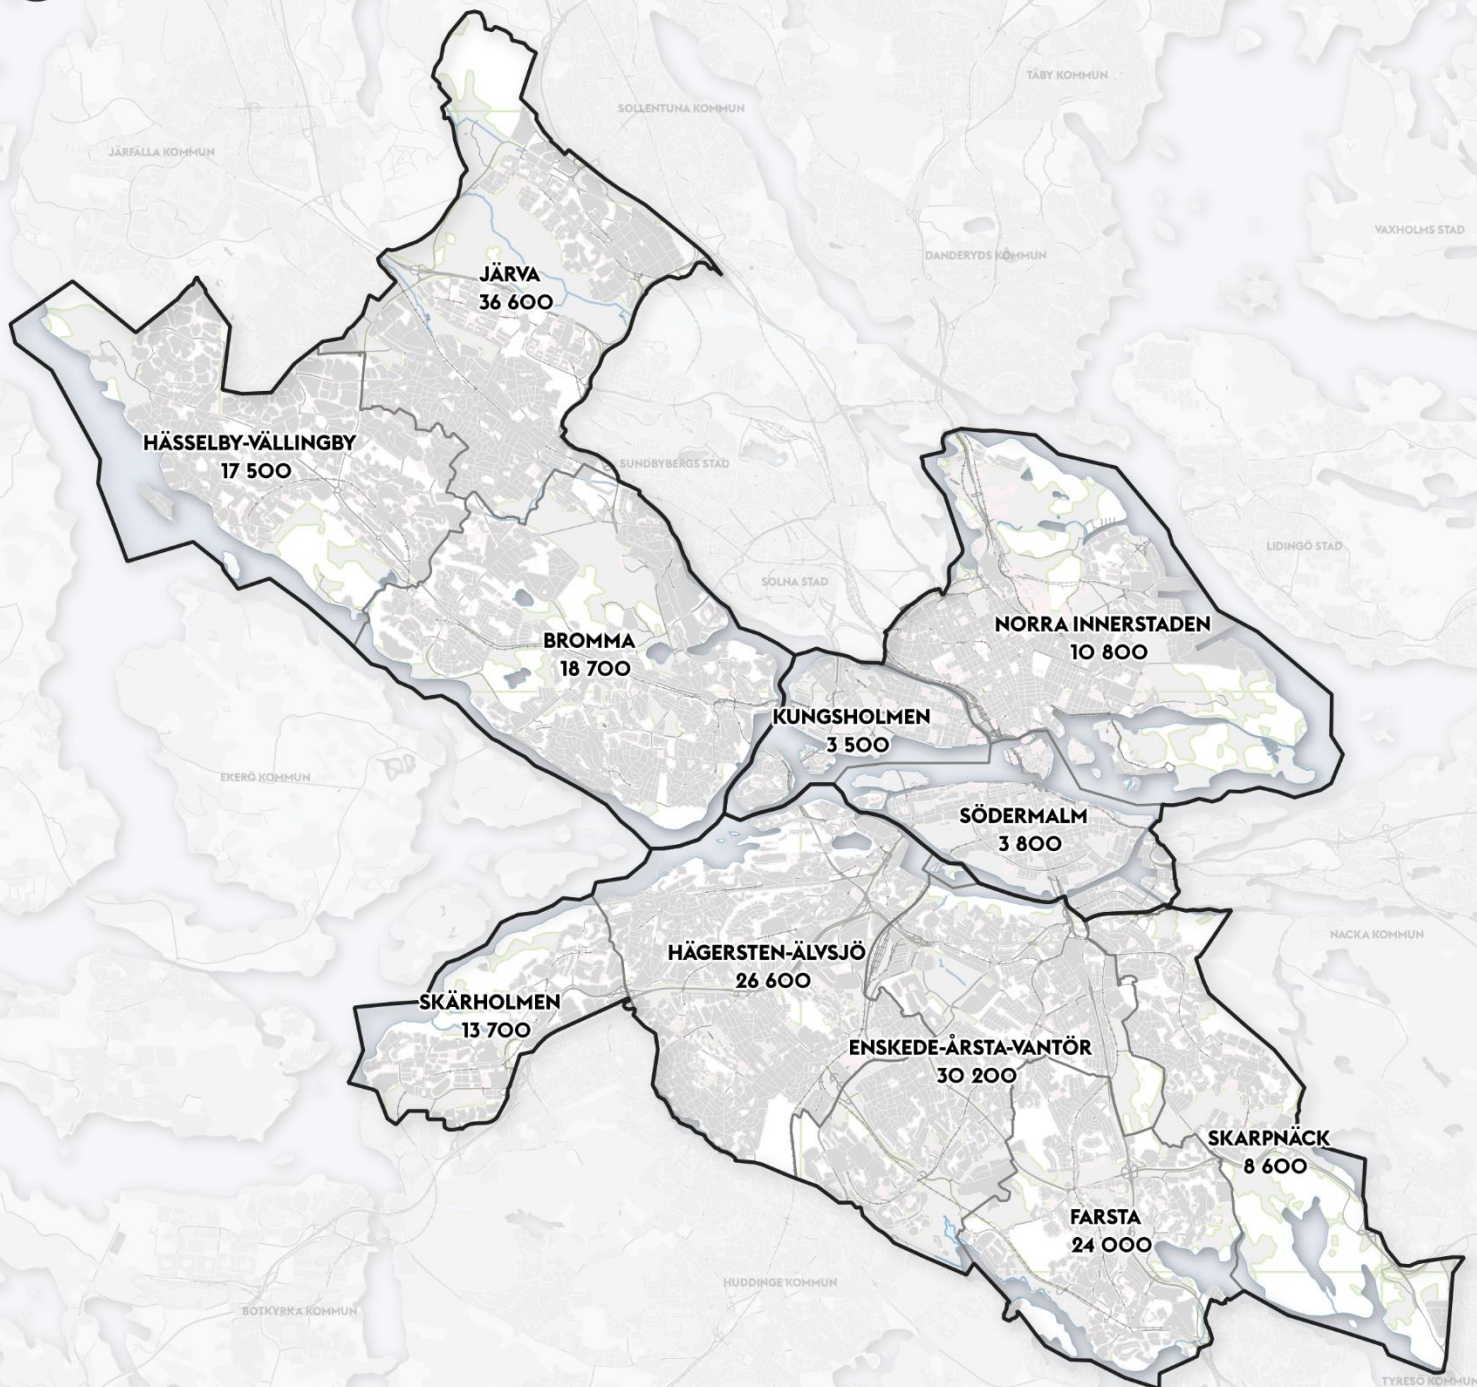 TÄBY KOMMUN
SOLLENTUNA KOMMUN
JÄRFÄLLA KOMMUN
VAXHOLMS STAD
DANDERYDS KOMMUN
JÄRVA
36 600
HÄSSELBY-VÄLLINGBY
17 500
SUNDBYBERGS STAD
LIDINGÖ STAD
SOLNA STAD
NORRA INNERSTADEN
10 800
BROMMA
18 700
KUNGSHOLMEN
3 500
EKERÖ KOMMUN
SÖDERMALM
3 800
NACKA KOMMUN
HÄGERSTEN-ÄLVSJÖ
26 600
SKÄRHOLMEN
13 700
ENSKEDE-ÅRSTA-VANTÖR
30 200
SKARPNÄCK
8 600
FARSTA
24 000
HUDDINGE KOMMUN
BOTKYRKA KOMMUN
TYRESÖ KOMMUN